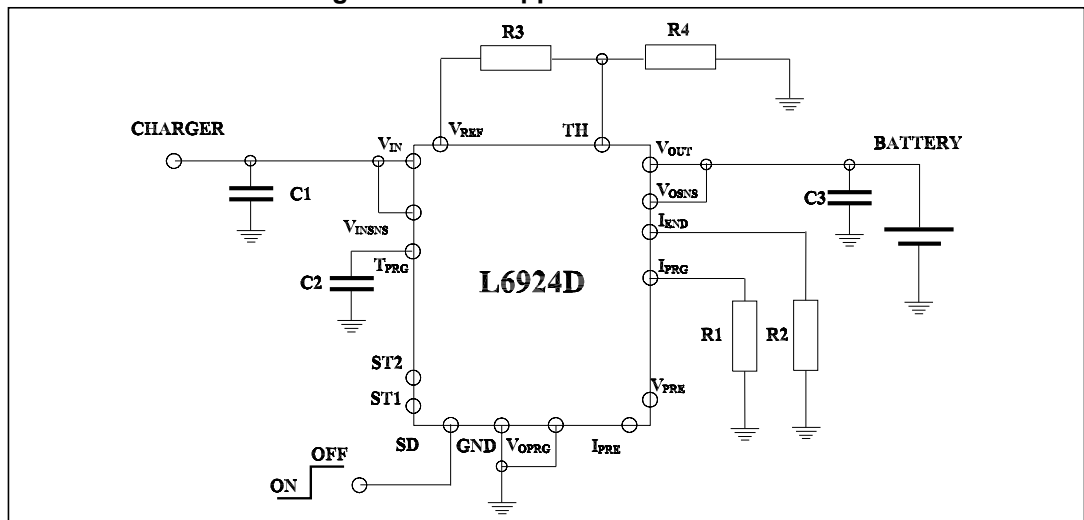 R3
R4
CHARGER
VREF
TH
VIN
VOUT
BATTERY
C1
VOSNS
C3
VINSNS
IEND
TPRG
IPRG
C2
L6924D
R1
R2
ST2
VPRE
ST1
SD
GND
VOPRG
IPRE
OFF
ON